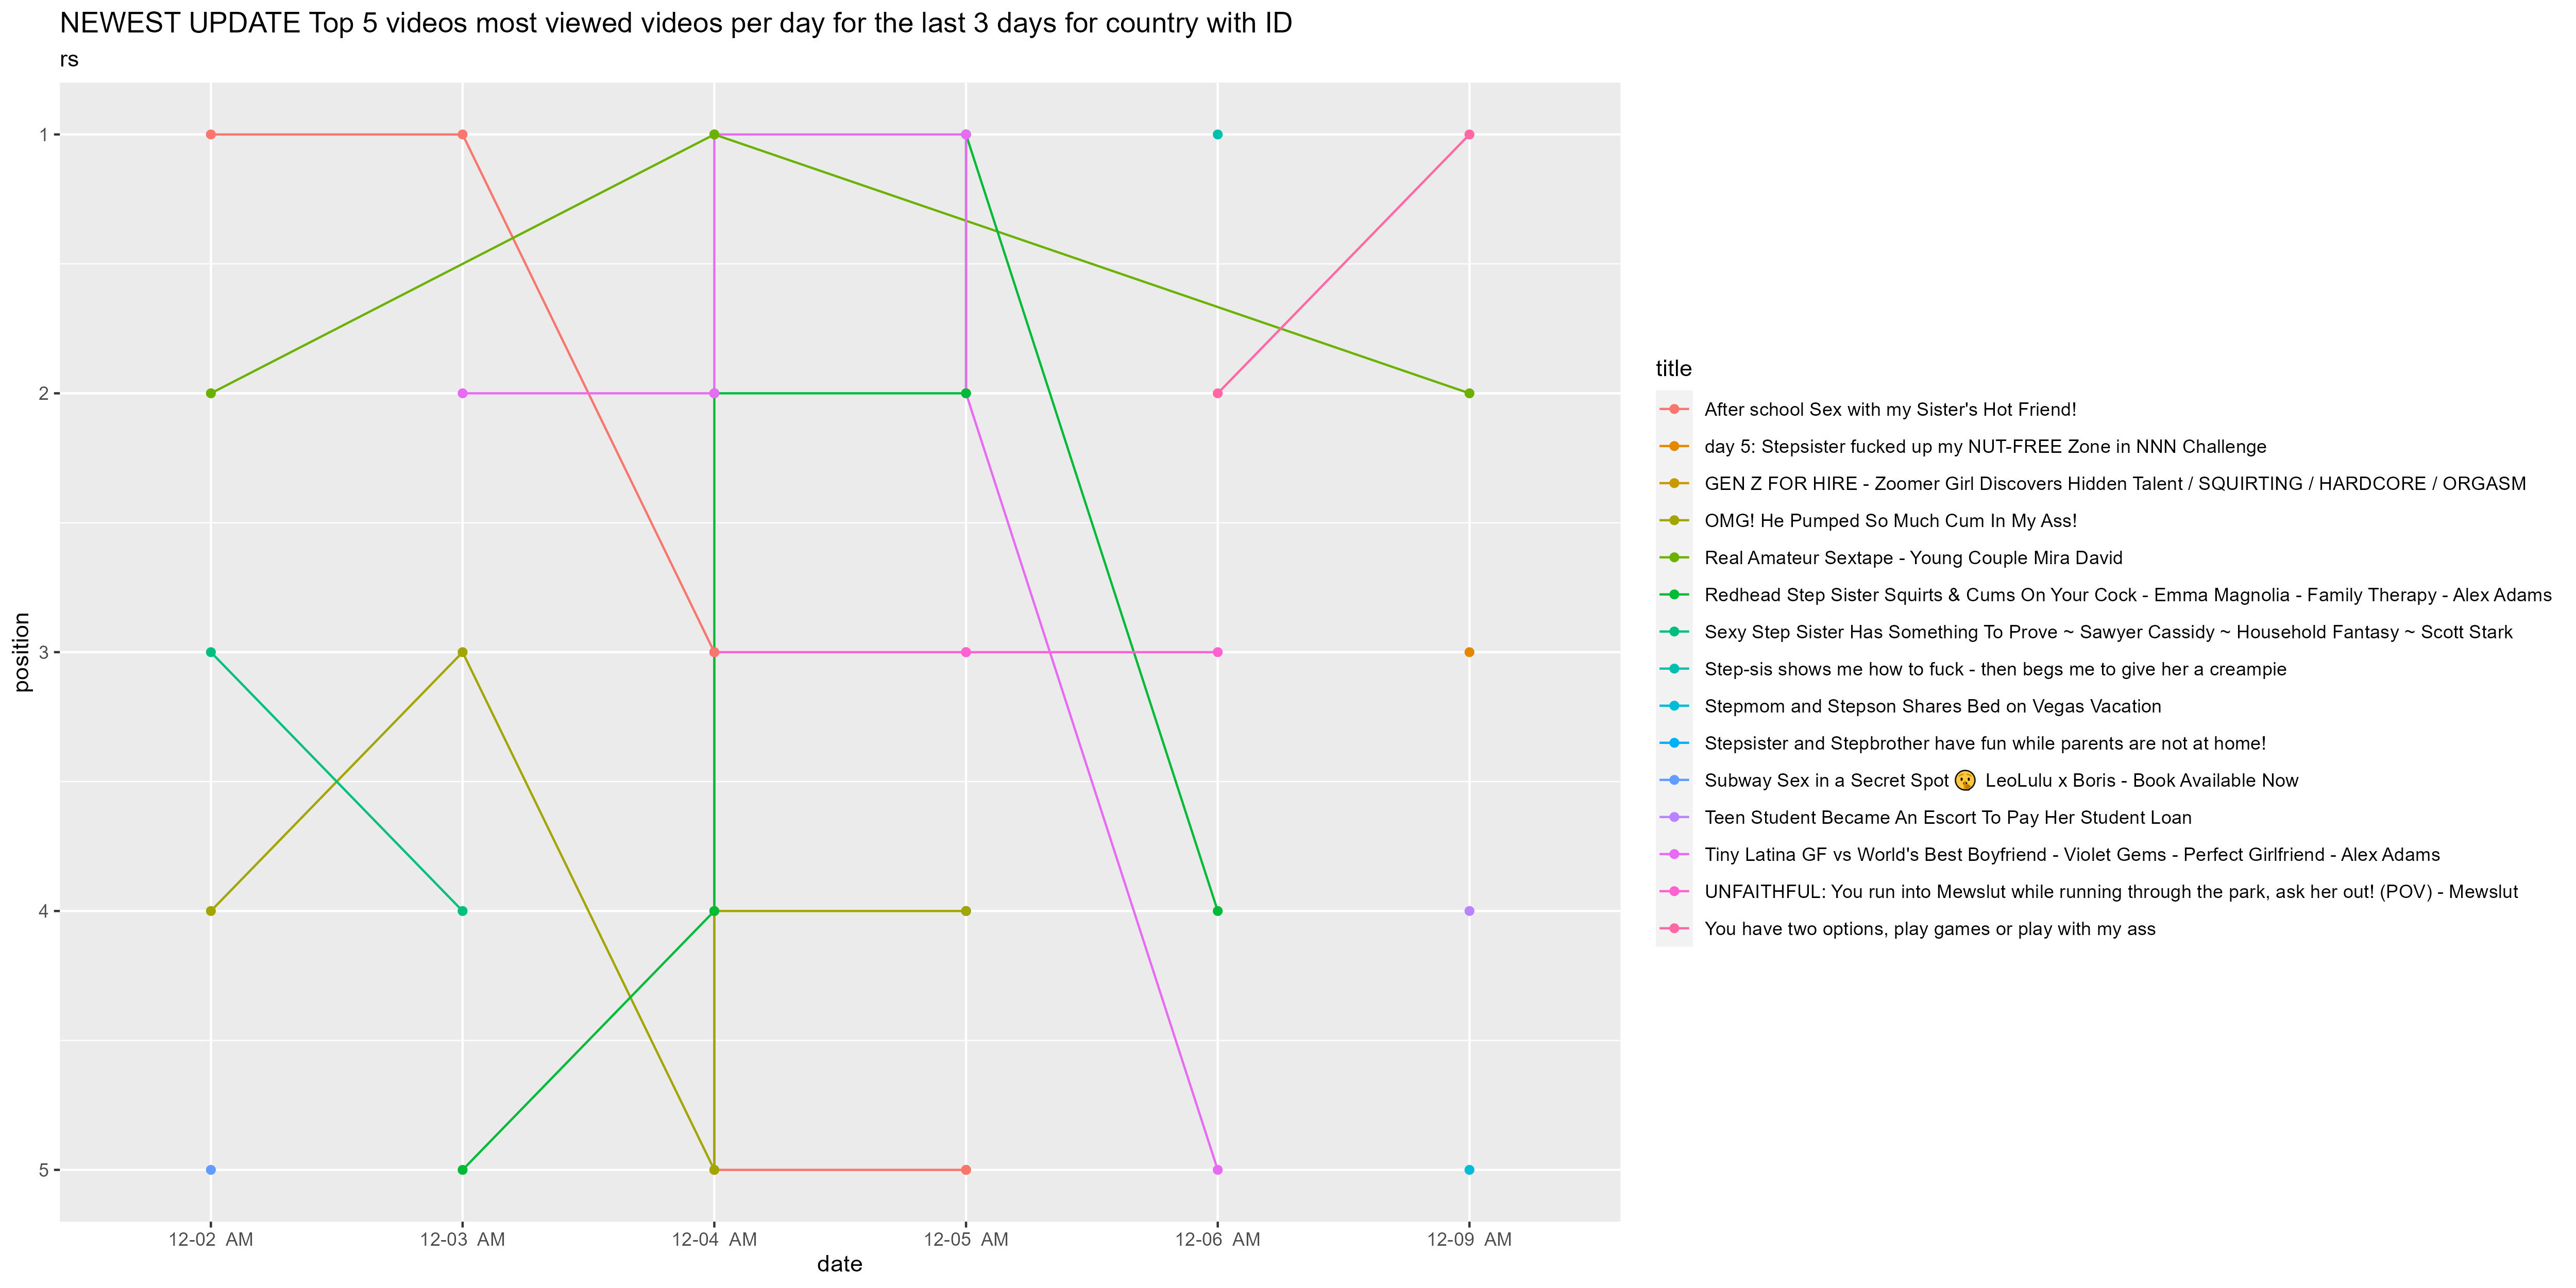 NEWEST UPDATE Top 5 videos most viewed videos per day for the last 3 days for country with ID
rs
1
2
3
4
5
position
12-02 AM
12-03 AM
12-04 AM
12-05 AM
12-06 AM
12-09 AM
date
title
After school Sex with my Sister's Hot Friend!
day 5: Stepsister fucked up my NUT-FREE Zone in NNN Challenge
GEN Z FOR HIRE - Zoomer Girl Discovers Hidden Talent / SQUIRTING / HARDCORE / ORGASM
OMG! He Pumped So Much Cum In My Ass!
Real Amateur Sextape - Young Couple Mira David
Redhead Step Sister Squirts & Cums On Your Cock - Emma Magnolia - Family Therapy - Alex Adams
Sexy Step Sister Has Something To Prove ~ Sawyer Cassidy ~ Household Fantasy ~ Scott Stark
Step-sis shows me how to fuck - then begs me to give her a creampie
Stepmom and Stepson Shares Bed on Vegas Vacation
Stepsister and Stepbrother have fun while parents are not at home!
Subway Sex in a Secret Spot 🤫 LeoLulu x Boris - Book Available Now
Teen Student Became An Escort To Pay Her Student Loan
Tiny Latina GF vs World's Best Boyfriend - Violet Gems - Perfect Girlfriend - Alex Adams
UNFAITHFUL: You run into Mewslut while running through the park, ask her out! (POV) - Mewslut
You have two options, play games or play with my ass